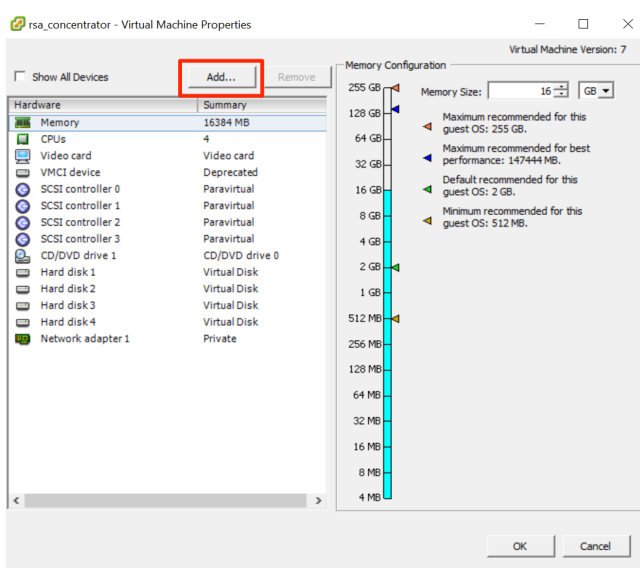 rsa_concentrator - Virtual Machine Properties
Virtual Machine Version: 7
Show All Devices
Add...
Remove
Hardware Summary
Memory 16384 MB
CPUs 4
Video card Video card
VMCI device Deprecated
SCSI controller 0 Paravirtual
SCSI controller 1 Paravirtual
SCSI controller 2 Paravirtual
SCSI controller 3 Paravirtual
CD/DVD drive 1 CD/DVD drive 0
Hard disk 1 Virtual Disk
Hard disk 2 Virtual Disk
Hard disk 3 Virtual Disk
Hard disk 4 Virtual Disk
Network adapter 1 Private
Memory Configuration
255 GB
128 GB
64 GB
32 GB
16 GB
8 GB
4 GB
2 GB
1 GB
512 MB
256 MB
128 MB
64 MB
32 MB
16 MB
8 MB
4 MB
Memory Size: 16 GB
Maximum recommended for this
guest OS: 255 GB.
Maximum recommended for best
performance: 147444 MB.
Default recommended for this
guest OS: 2 GB.
Minimum recommended for this
guest OS: 512 MB.
OK
Cancel